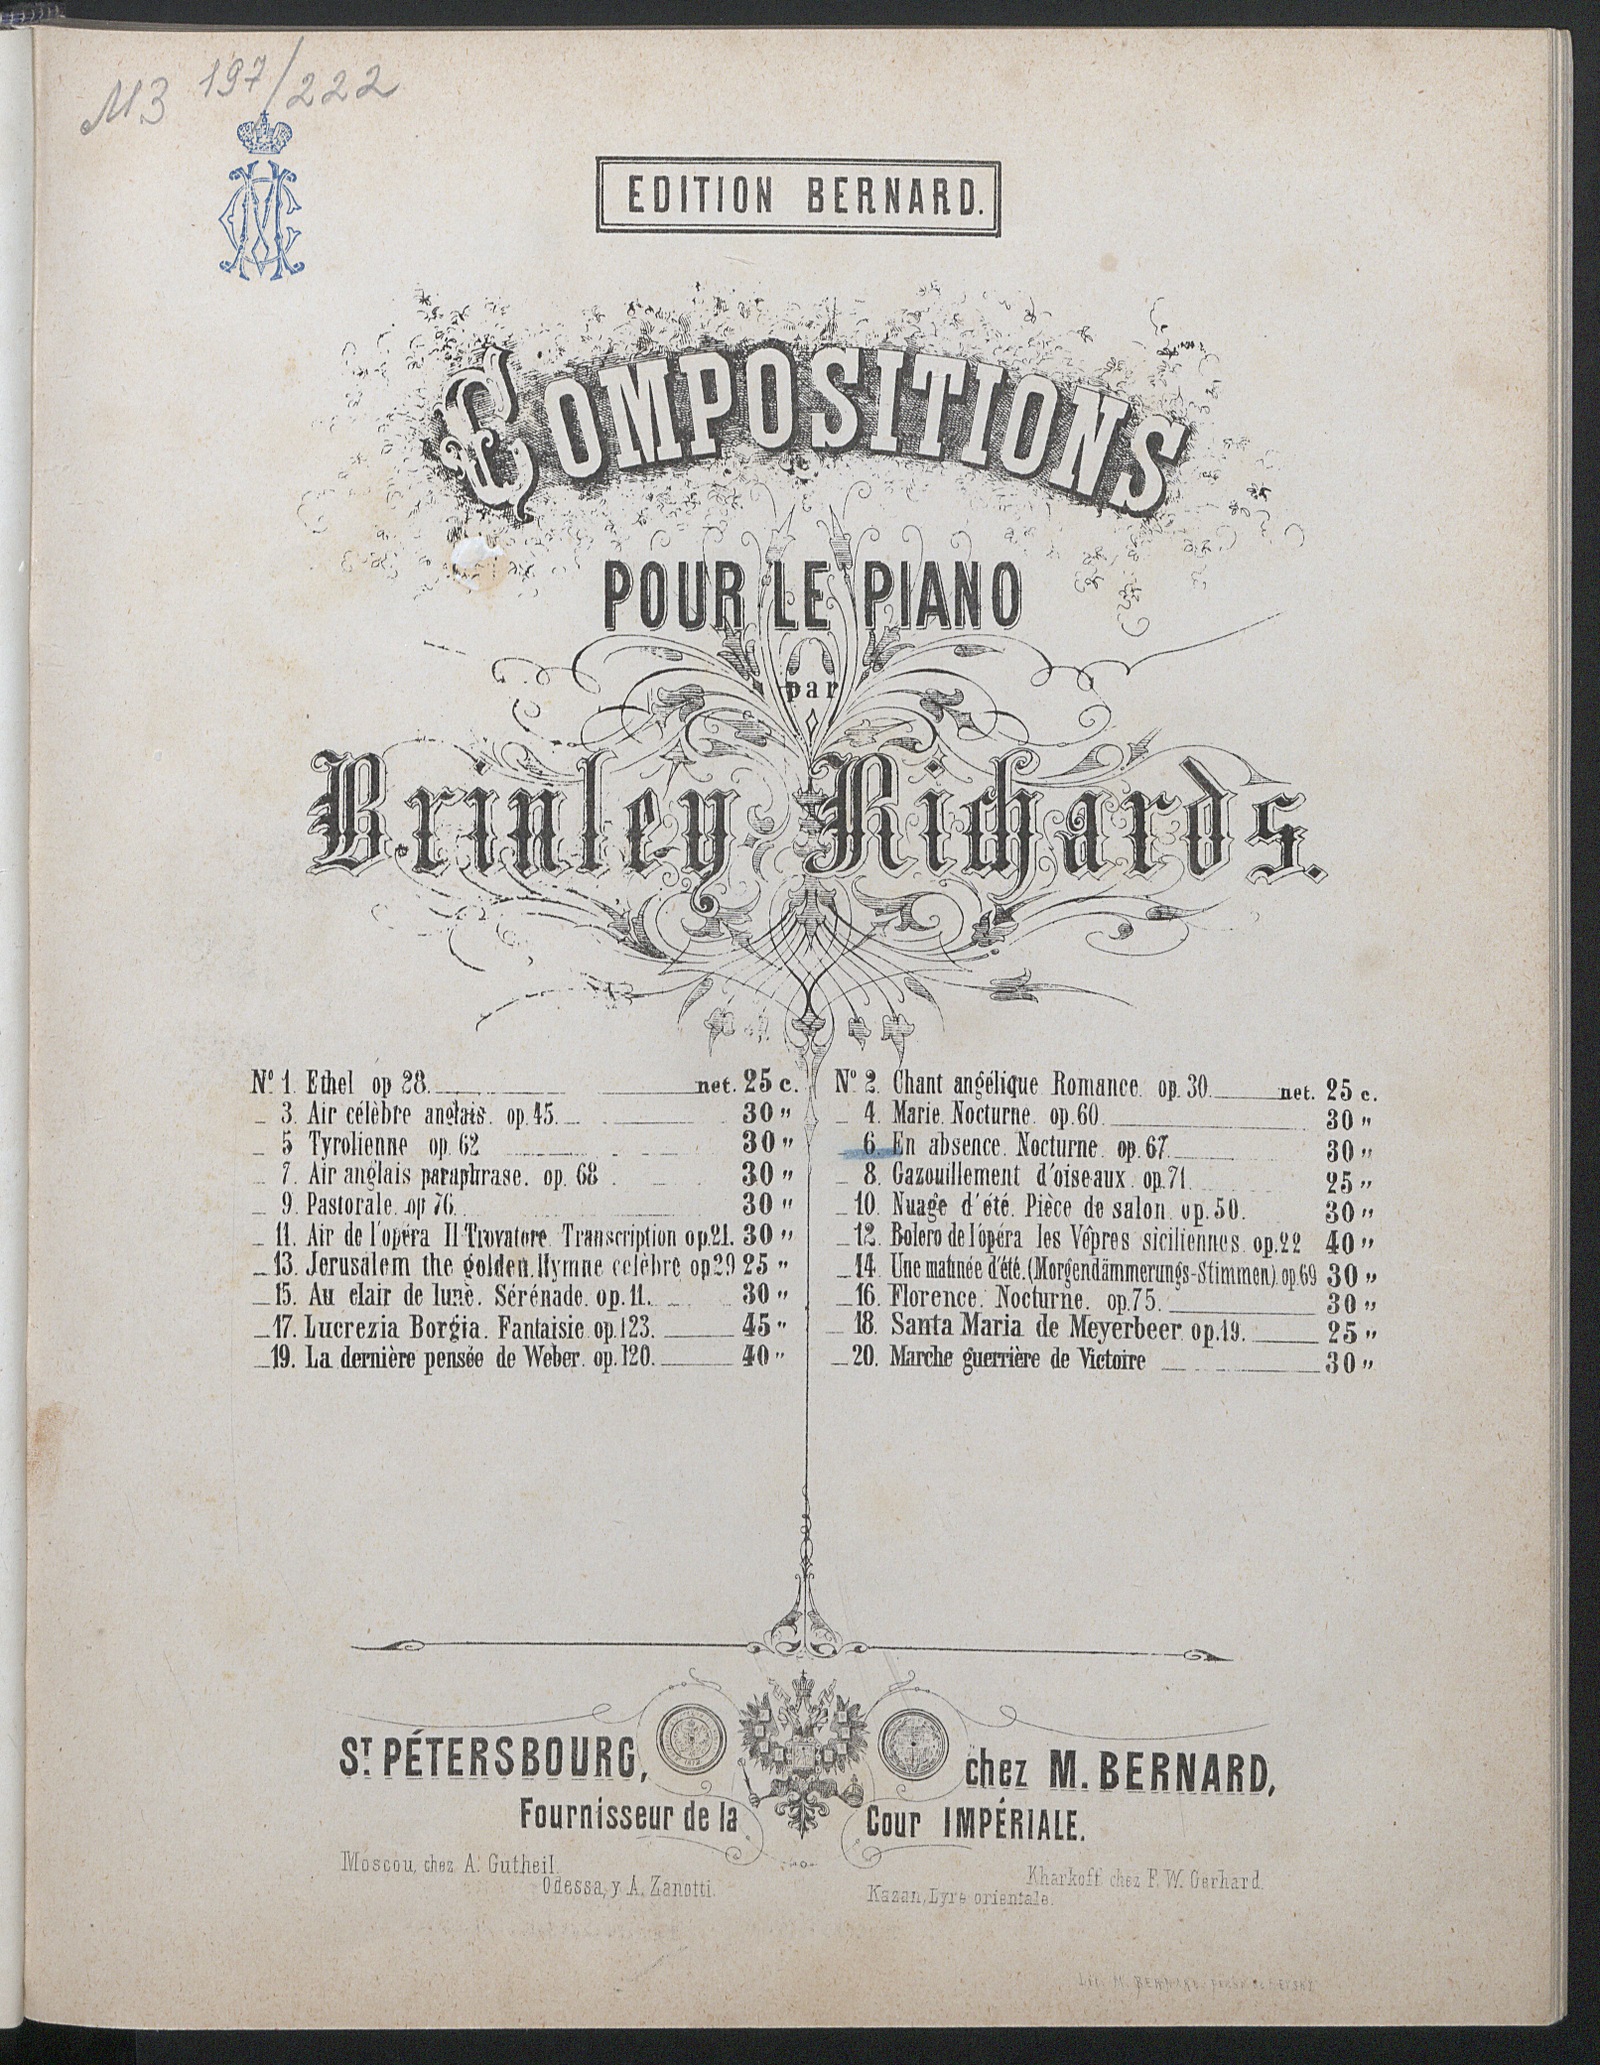 МЗ 197/222
EDITION BERNARD.
COMPOSITIONS
POUR LE PIANO
par
Brinley Richards.
Nº 1. Ethel op 28. net. 25 c.
3. Air célèbre anglais. op. 45. 30 "
5 Tyrolienne op. 62 30 "
7. Air anglais paraphrase. op. 68 30 "
9. Pastorale. op 76. 30 "
11. Air de l'opéra Il Trovatore. Transcription op.21. 30 "
13. Jerusalem the golden. Hymne celèbre op29 25 "
15. Au clair de lune. Sérénade. op. 11. 30 "
17. Lucrezia Borgia. Fantaisie op.123. 45 "
19. La dernière pensée de Weber. op. 120. 40 "
Nº 2. Chant angélique Romance. op. 30. net. 25 c.
4. Marie. Nocturne. op. 60. 30 "
6. En absence. Nocturne. op. 67. 30 "
8. Gazouillement d'oiseaux. op. 71. 25 "
10. Nuage d'été. Pièce de salon. op. 50. 30 "
12. Bolero de l'opéra les Vêpres siciliennes. op.22 40 "
14. Une matinée d'été. (Morgendämmerungs-Stimmen). op. 69 30 "
16. Florence. Nocturne. op. 75. 30 "
18. Santa Maria de Meyerbeer op. 19. 25 "
20. Marche guerrière de Victoire 30 "
ST PÉTERSBOURG, chez M. BERNARD,
Fournisseur de la Cour IMPÉRIALE.
Moscou, chez A. Gutheil.
Odessa, y A. Zanotti.
Kharkoff chez F. W. Gerhard.
Kazan, Lyre orientale.
Lit. M. BERNARD.